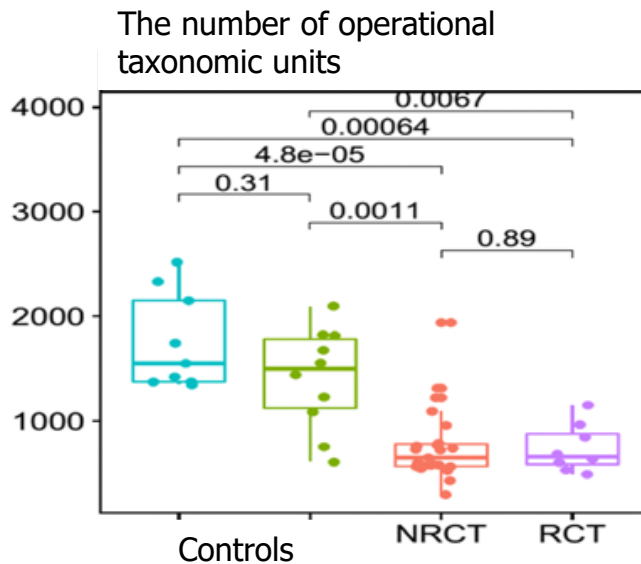 The number of operational
taxonomic units
4000
0.0067
0.00064
4.8e−05
0.31
3000
0.0011
0.89
2000
1000
NRCT
RCT
Controls